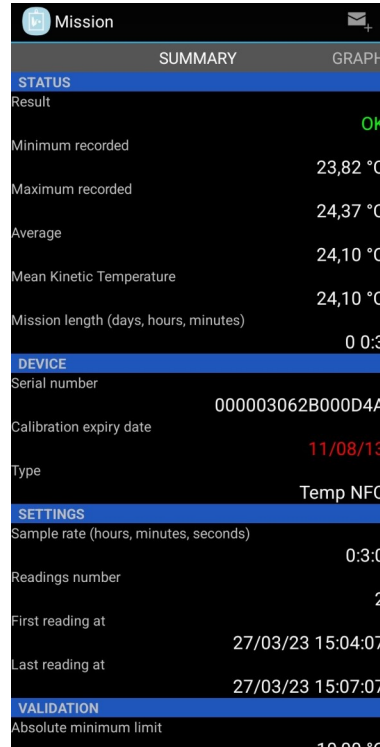 Mission
SUMMARY GRAPH
STATUS
Result
OK
Minimum recorded
23,82 °C
Maximum recorded
24,37 °C
Average
24,10 °C
Mean Kinetic Temperature
24,10 °C
Mission length (days, hours, minutes)
0 0:3
DEVICE
Serial number
000003062B000D4A
Calibration expiry date
11/08/13
Type
Temp NFC
SETTINGS
Sample rate (hours, minutes, seconds)
0:3:0
Readings number
2
First reading at
27/03/23 15:04:07
Last reading at
27/03/23 15:07:07
VALIDATION
Absolute minimum limit